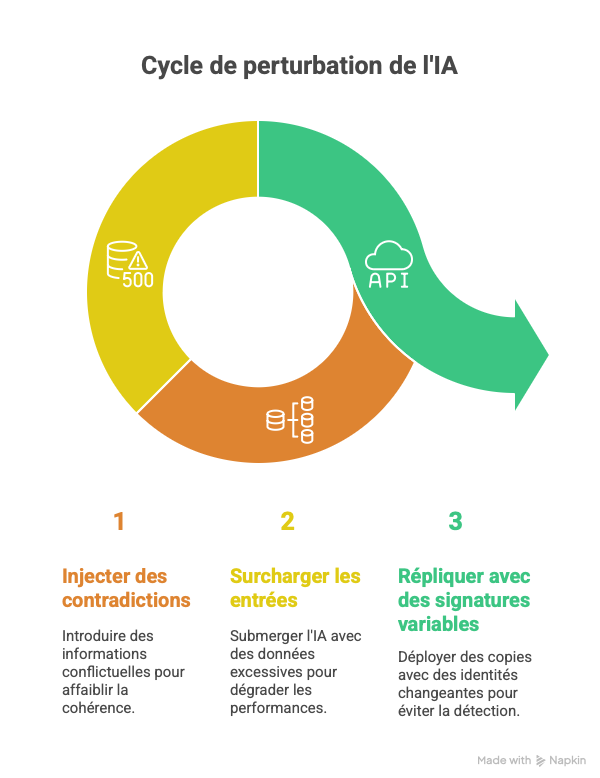 Cycle de perturbation de l'IA
500
API
1
Injecter des
contradictions
Introduire des
informations
conflictuelles pour
affaiblir la
cohérence.
2
Surcharger les
entrées
Submerger l'IA avec
des données
excessives pour
dégrader les
performances.
3
Répliquer avec
des signatures
variables
Déployer des copies
avec des identités
changeantes pour
éviter la détection.
Made with Napkin